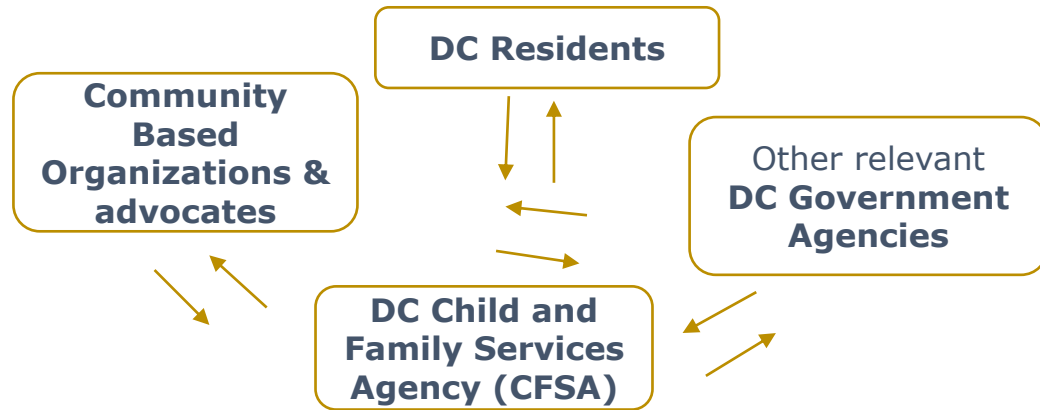 DC Residents
Community
Based
Organizations &
advocates
Other relevant
DC Government
Agencies
DC Child and
Family Services
Agency (CFSA)